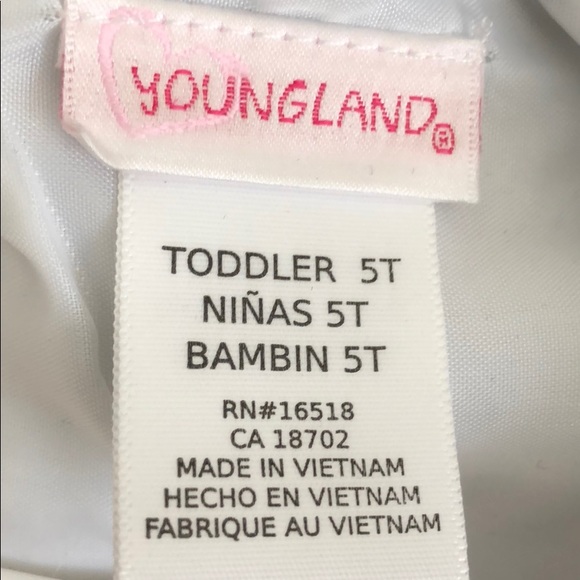 YOUNGLAND®
TODDLER 5T
NIÑAS 5T
BAMBIN 5T
RN#16518
CA 18702
MADE IN VIETNAM
HECHO EN VIETNAM
FABRIQUE AU VIETNAM